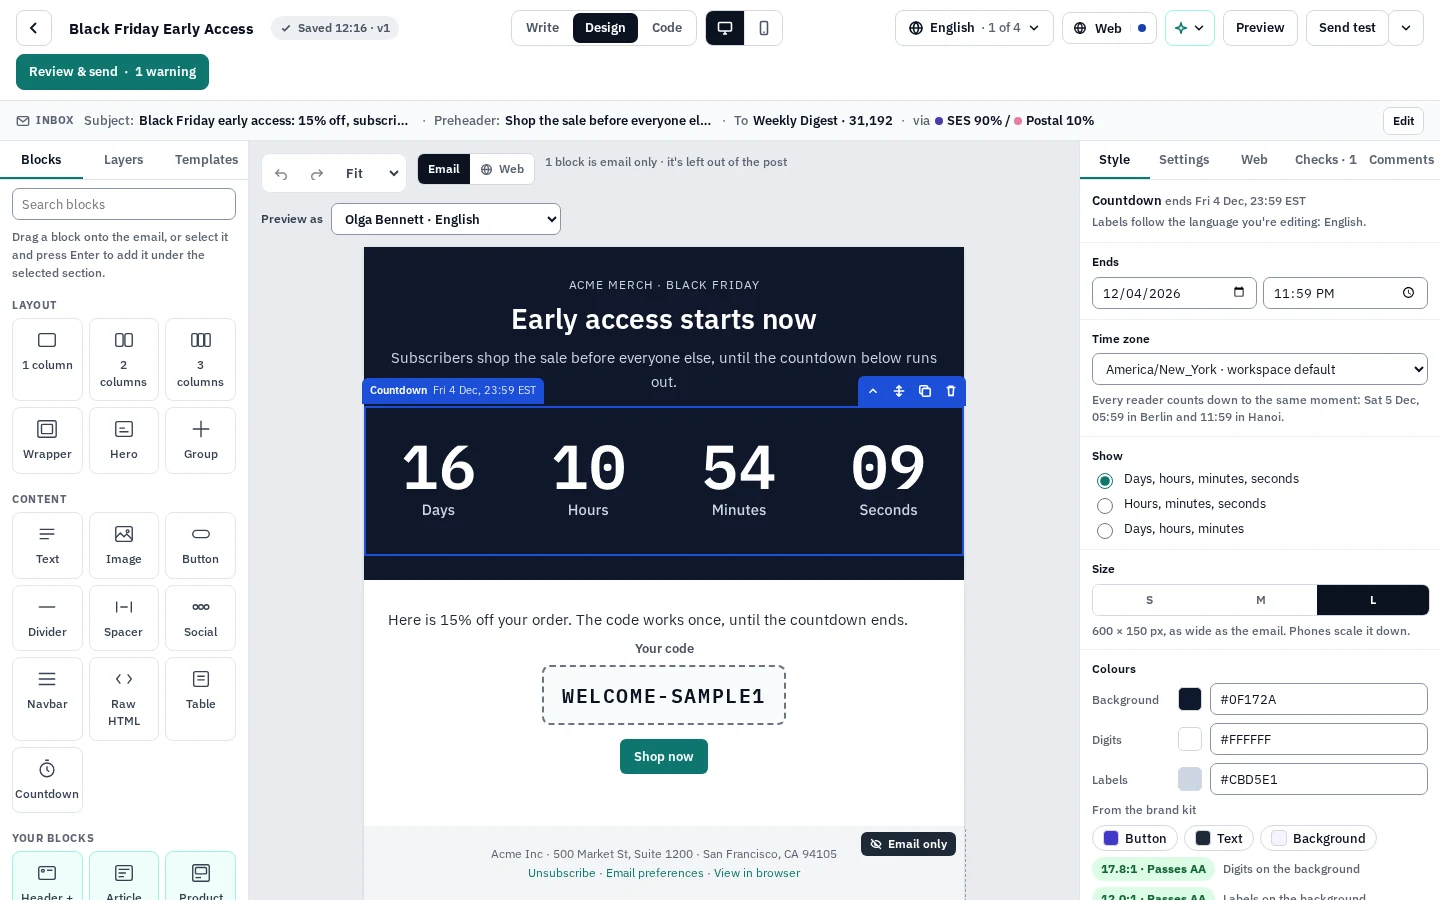 Black Friday Early Access
Saved 12:16 · v1
Write
Design
Code
English · 1 of 4
Web
Preview
Send test
Review & send · 1 warning
INBOX Subject: Black Friday early access: 15% off, subscri... · Preheader: Shop the sale before everyone el... · To Weekly Digest · 31,192 · via SES 90% / Postal 10%
Edit
Blocks
Layers
Templates
Search blocks
Drag a block onto the email, or select it
and press Enter to add it under the
selected section.
LAYOUT
1 column
2 columns
3 columns
Wrapper
Hero
Group
CONTENT
Text
Image
Button
Divider
Spacer
Social
Navbar
Raw HTML
Table
Countdown
YOUR BLOCKS
Header +
Article
Product
Fit
Email
Web
1 block is email only · it's left out of the post
Preview as
Olga Bennett · English
ACME MERCH · BLACK FRIDAY
Early access starts now
Subscribers shop the sale before everyone else, until the countdown below runs
out.
Countdown Fri 4 Dec, 23:59 EST
16 10 54 09
Days Hours Minutes Seconds
Here is 15% off your order. The code works once, until the countdown ends.
Your code
WELCOME-SAMPLE1
Shop now
Email only
Acme Inc · 500 Market St, Suite 1200 · San Francisco, CA 94105
Unsubscribe · Email preferences · View in browser
Style
Settings
Web
Checks · 1
Comments
Countdown ends Fri 4 Dec, 23:59 EST
Labels follow the language you're editing: English.
Ends
12/04/2026
11:59 PM
Time zone
America/New_York · workspace default
Every reader counts down to the same moment: Sat 5 Dec,
05:59 in Berlin and 11:59 in Hanoi.
Show
Days, hours, minutes, seconds
Hours, minutes, seconds
Days, hours, minutes
Size
S
M
L
600 × 150 px, as wide as the email. Phones scale it down.
Colours
Background #0F172A
Digits #FFFFFF
Labels #CBD5E1
From the brand kit
Button
Text
Background
17.8:1 · Passes AA Digits on the background
12.0:1 · Passes AA Labels on the background